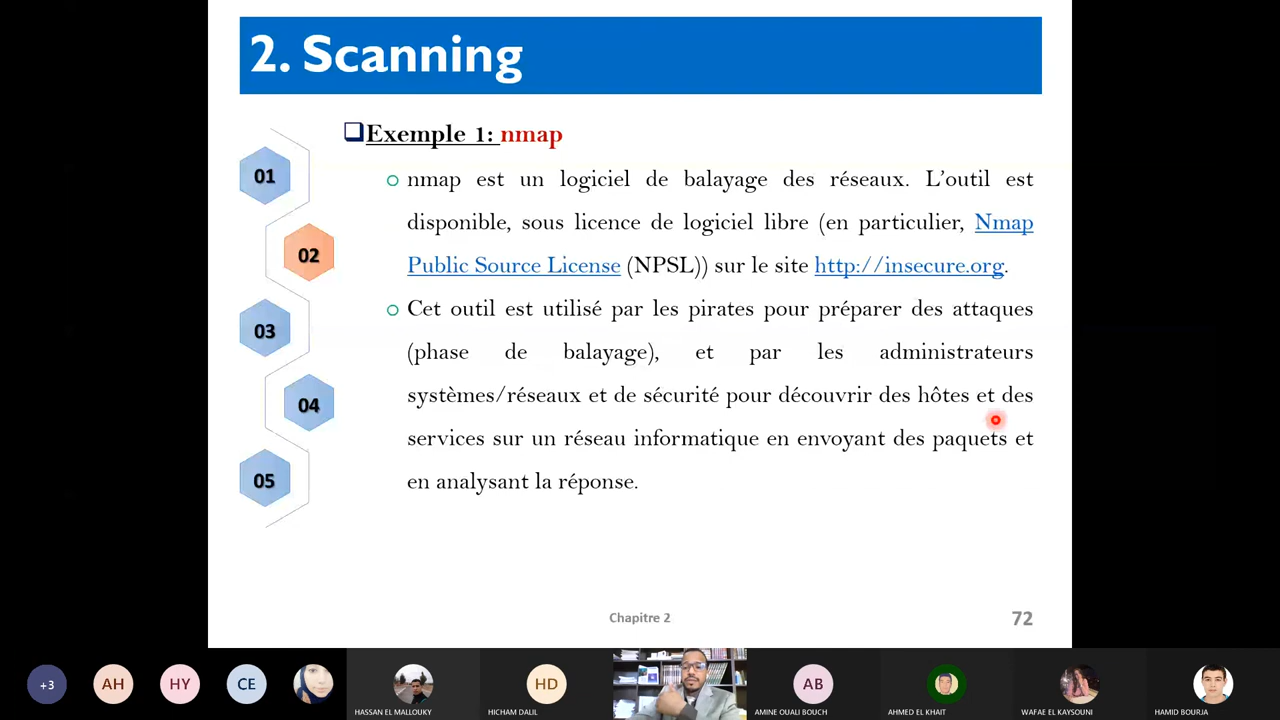 2. Scanning
Exemple 1: nmap
01
02
03
04
05
nmap est un logiciel de balayage des réseaux. L’outil est
disponible, sous licence de logiciel libre (en particulier, Nmap
Public Source License (NPSL)) sur le site http://insecure.org.
Cet outil est utilisé par les pirates pour préparer des attaques
(phase de balayage), et par les administrateurs
systèmes/réseaux et de sécurité pour découvrir des hôtes et des
services sur un réseau informatique en envoyant des paquets et
en analysant la réponse.
Chapitre 2
72
+3
AH
HY
CE
HD
AB
HASSAN EL MALLOUKY
HICHAM DALIL
AMINE OUALI BOUCH
AHMED EL KHAIT
WAFAE EL KAYSOUNI
HAMID BOURJA